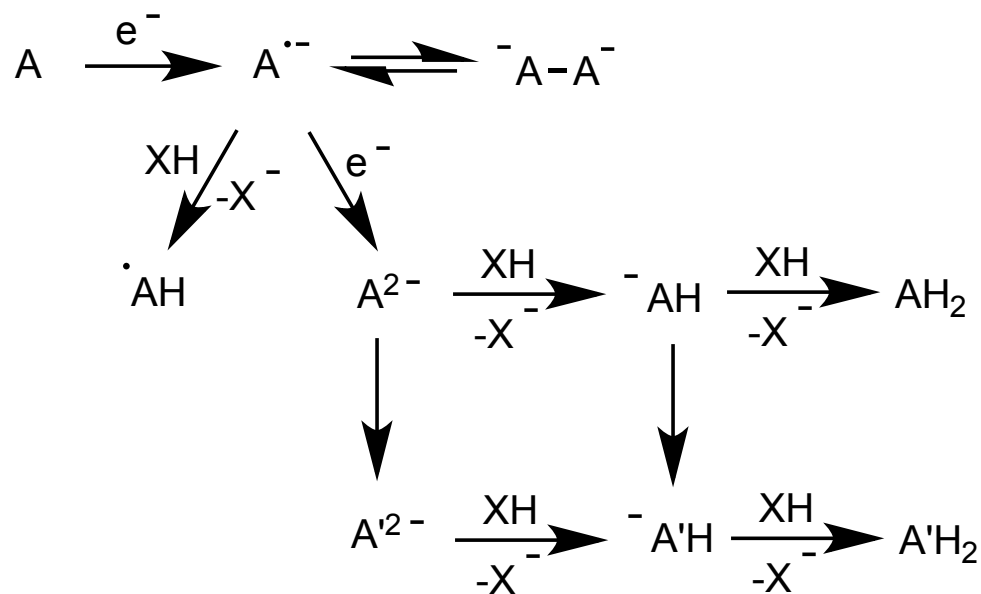 A e⁻ A·⁻ ⁻A–A⁻
XH -X⁻ e⁻
·AH A²⁻ XH -X⁻ ⁻AH XH -X⁻ AH₂
A'²⁻ XH -X⁻ ⁻A'H XH -X⁻ A'H₂